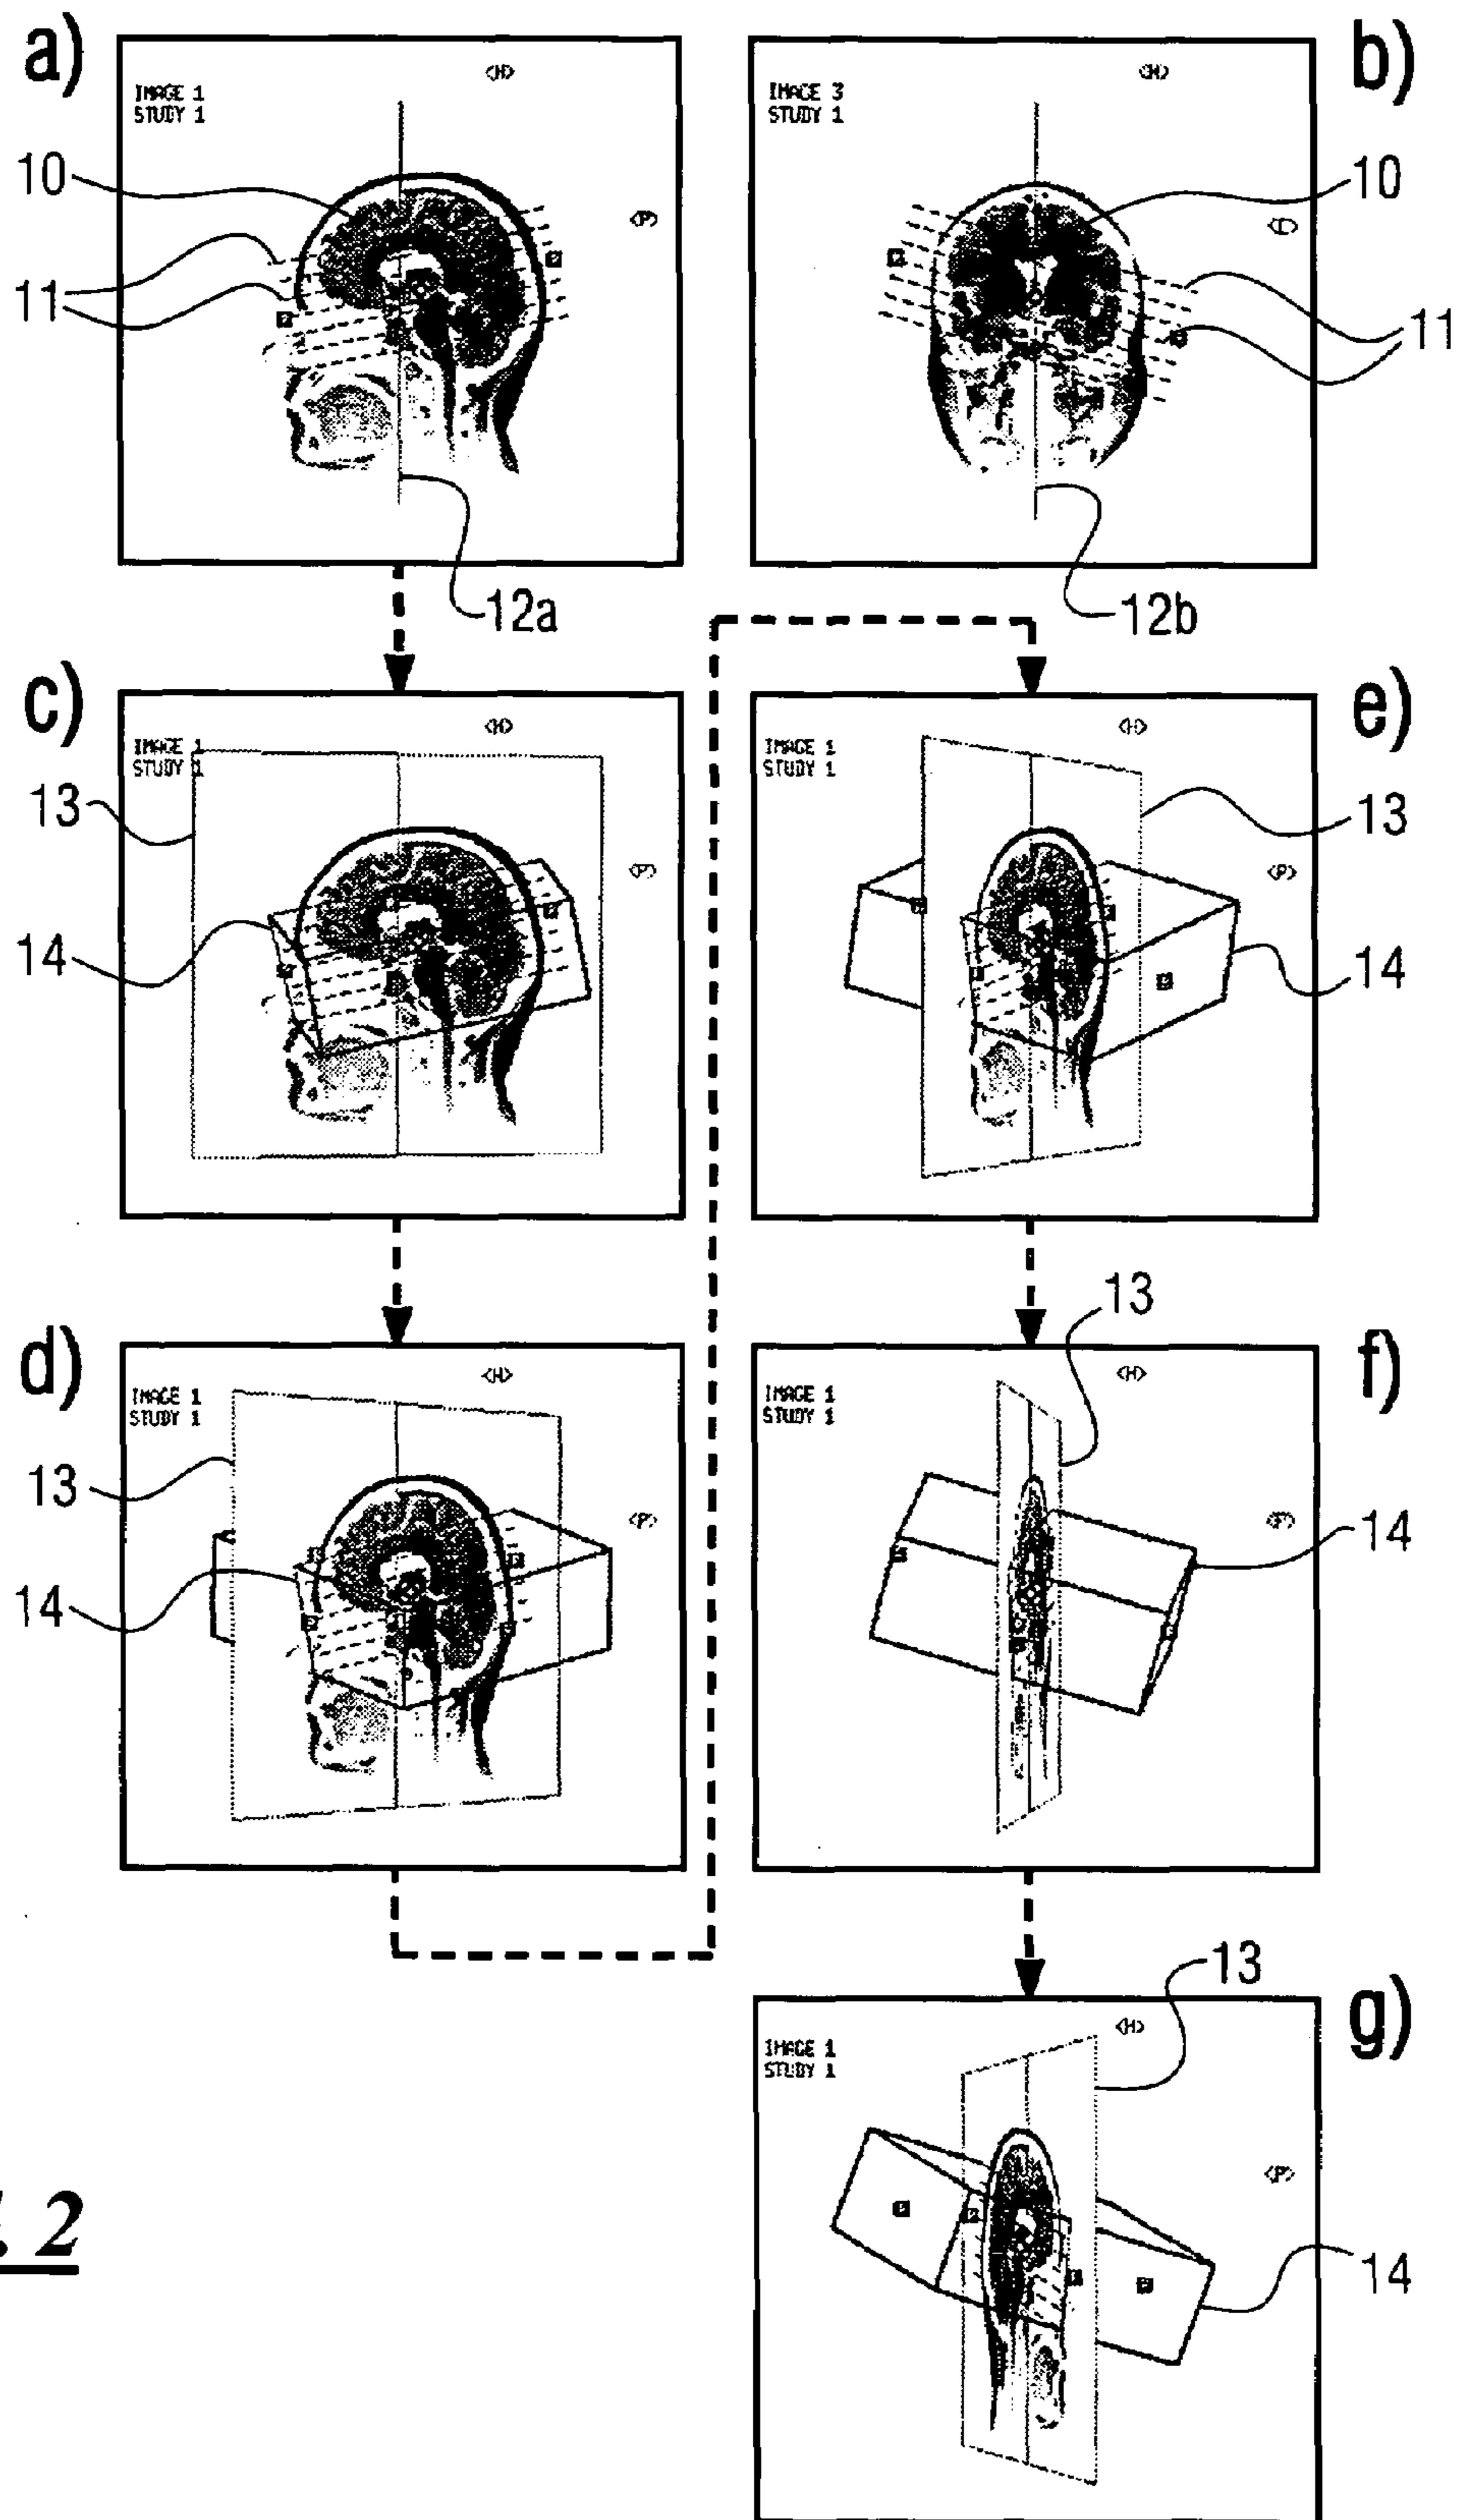 a)
IMAGE 1
STUDY 1
<H>
<P>
10
11
12a
b)
IMAGE 3
STUDY 1
<H>
10
11
12b
c)
IMAGE 1
STUDY 1
<H>
<P>
13
14
e)
IMAGE 1
STUDY 1
<H>
<P>
13
14
d)
IMAGE 1
STUDY 1
<H>
<P>
13
14
f)
IMAGE 1
STUDY 1
<H>
<P>
13
14
g)
IMAGE 1
STUDY 1
<H>
<P>
13
14
. 2